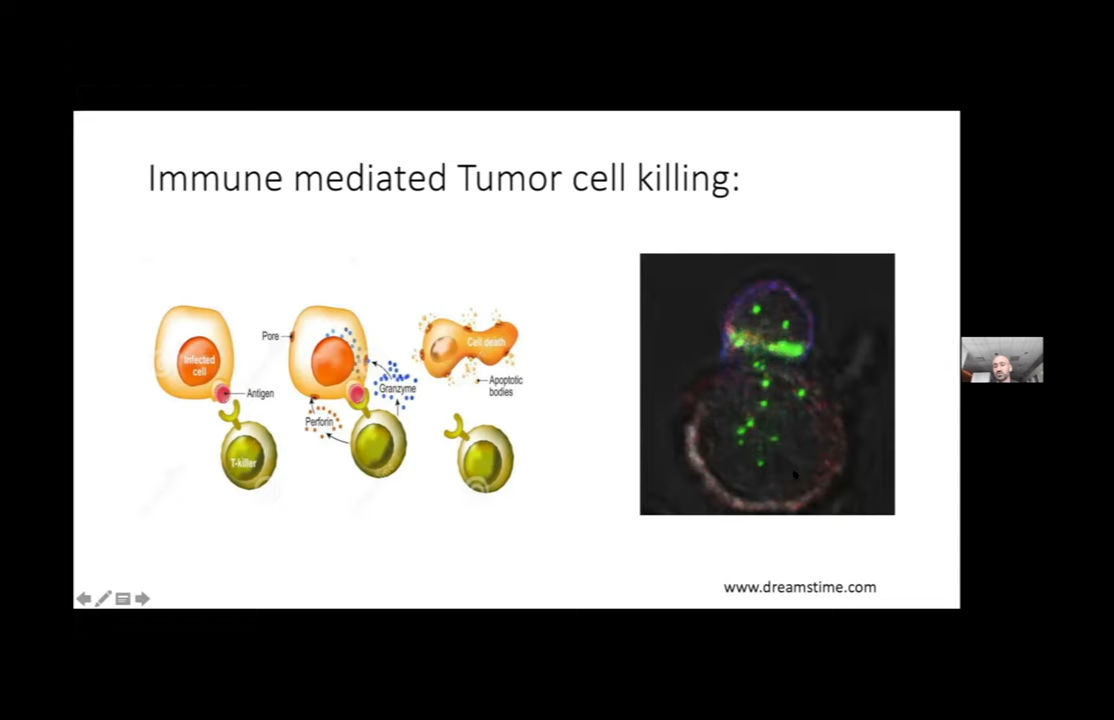 Immune mediated Tumor cell killing:
Infected
cell
Antigen
T-killer
Pore
Perforin
Granzyme
Cell death
Apoptotic
bodies
www.dreamstime.com